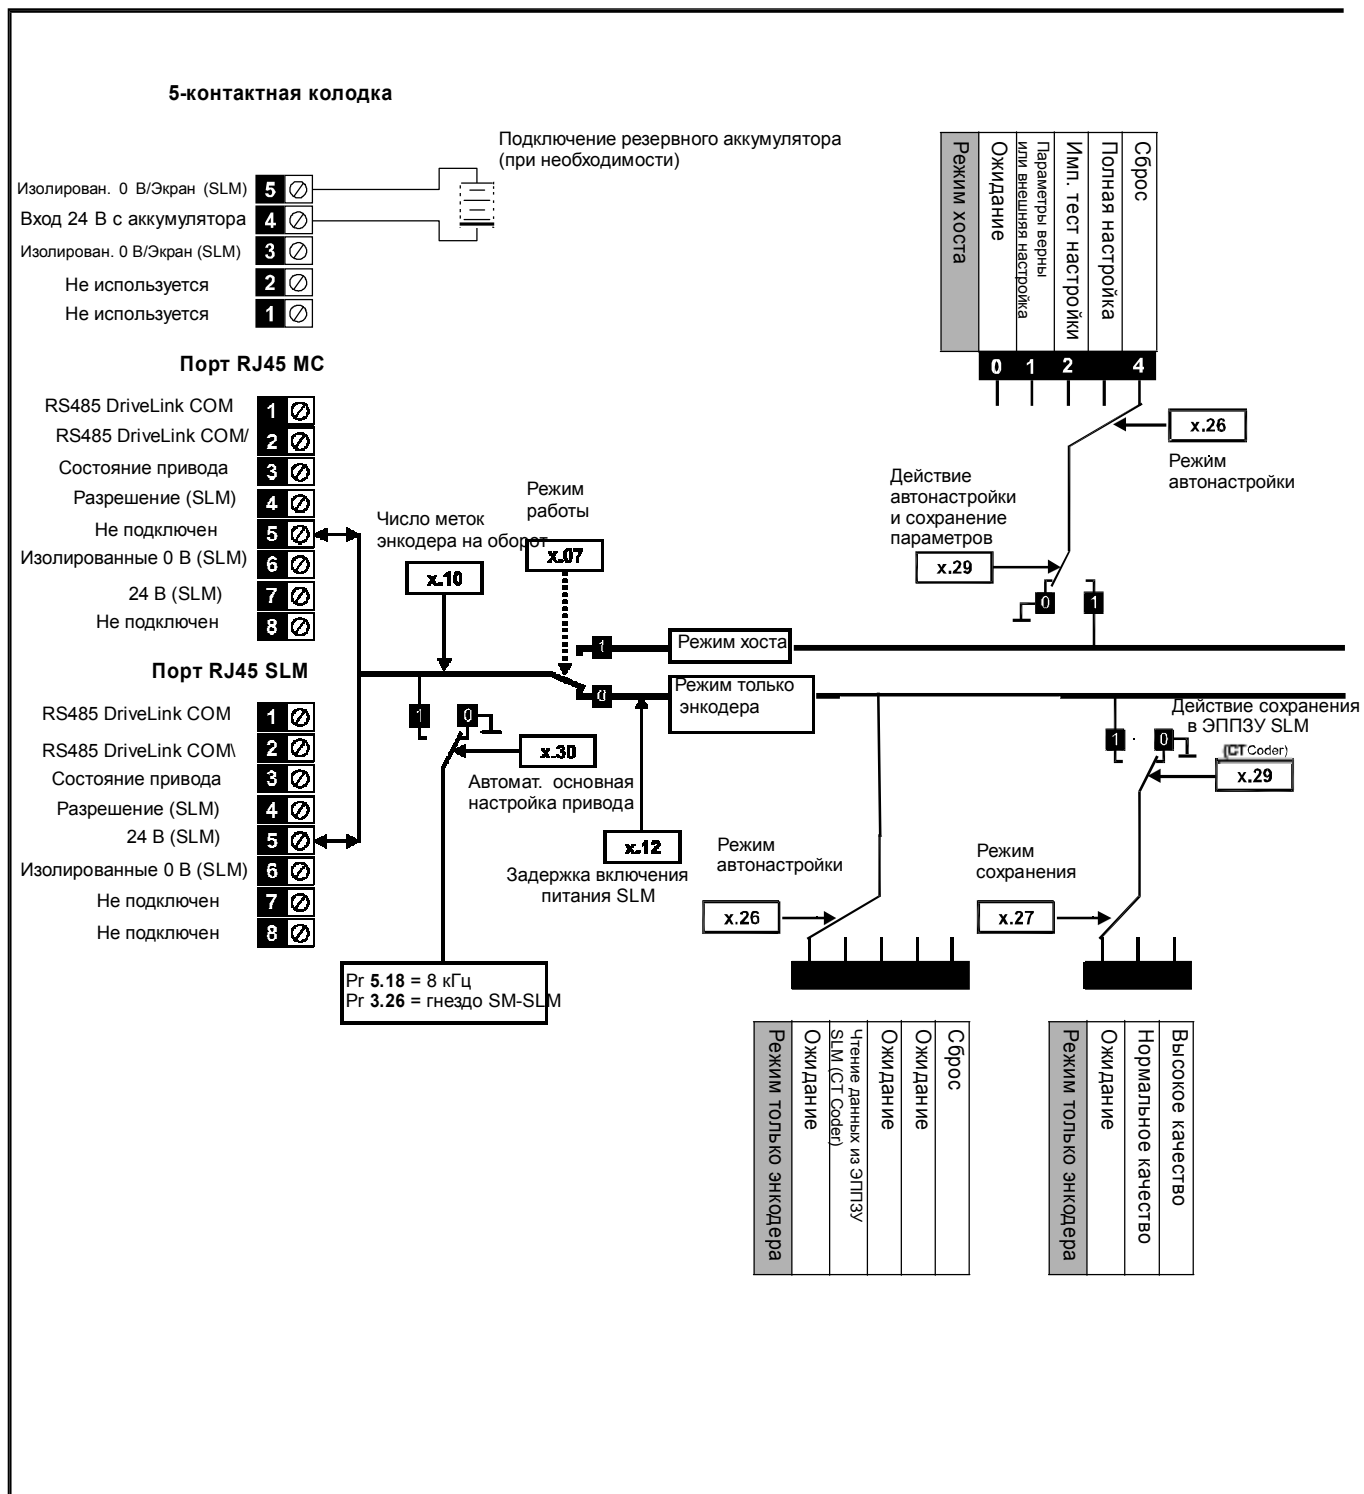 5-контактная колодка
Подключение резервного аккумулятора
(при необходимости)
Изолирован. 0 В/Экран (SLM) 5
Вход 24 В с аккумулятора 4
Изолирован. 0 В/Экран (SLM) 3
Не используется 2
Не используется 1
Режим хоста
Ожидание
Параметры верны
или внешняя настройка
Имп. тест настройки
Полная настройка
Сброс
0 1 2 4
x.26
Режим
автонастройки
Порт RJ45 MC
RS485 DriveLink COM 1
RS485 DriveLink COM/ 2
Состояние привода 3
Разрешение (SLM) 4
Не подключен 5
Изолированные 0 В (SLM) 6
24 В (SLM) 7
Не подключен 8
Число меток
энкодера на оборот
x.10
Режим
работы
x.07
Действие
автонастройки
и сохранение
параметров
x.29
0 1
1 Режим хоста
0 Режим только
энкодера
Порт RJ45 SLM
RS485 DriveLink COM 1
RS485 DriveLink COM\ 2
Состояние привода 3
Разрешение (SLM) 4
24 В (SLM) 5
Изолированные 0 В (SLM) 6
Не подключен 7
Не подключен 8
1 0
x.30
Автомат. основная
настройка привода
x.12
Задержка включения
питания SLM
Pr 5.18 = 8 кГц
Pr 3.26 = гнездо SM-SLM
Действие сохранения
в ЭППЗУ SLM
(CT Coder)
1 0
x.29
Режим
автонастройки
x.26
Режим
сохранения
x.27
Режим только энкодера
Ожидание
Чтение данных из ЭППЗУ
SLM (CT Coder)
Ожидание
Ожидание
Сброс
Режим только энкодера
Ожидание
Нормальное качество
Высокое качество